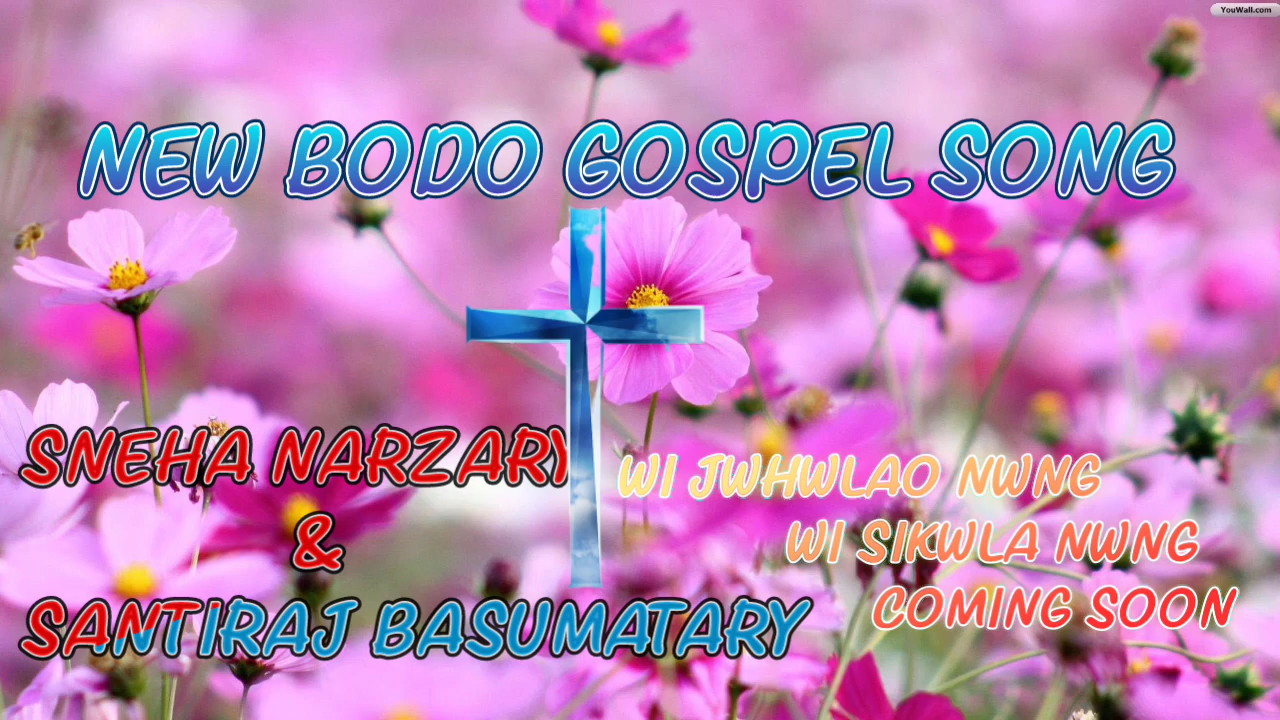 YouWall.com
NEW BODO GOSPEL SONG
SNEHA NARZARY
&
SANTIRAJ BASUMATARY
WI JWHWLAO NWNG
WI SIKWLA NWNG
COMING SOON